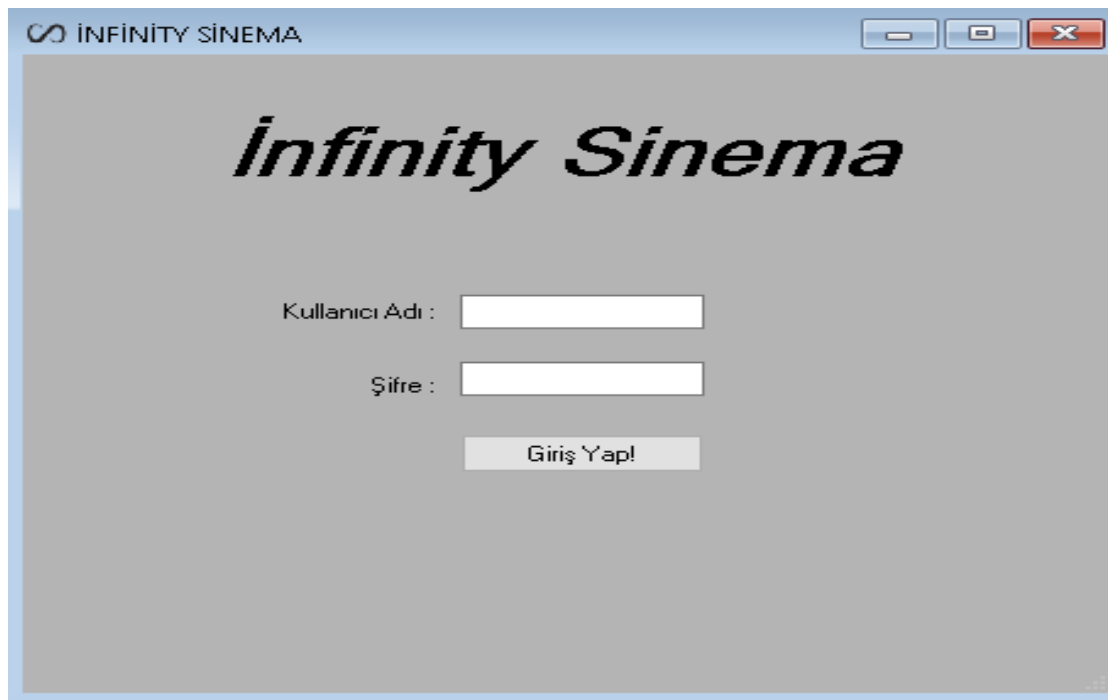 İNFİNİTY SİNEMA
İnfinity Sinema
Kullanıcı Adı :
Şifre :
Giriş Yap!